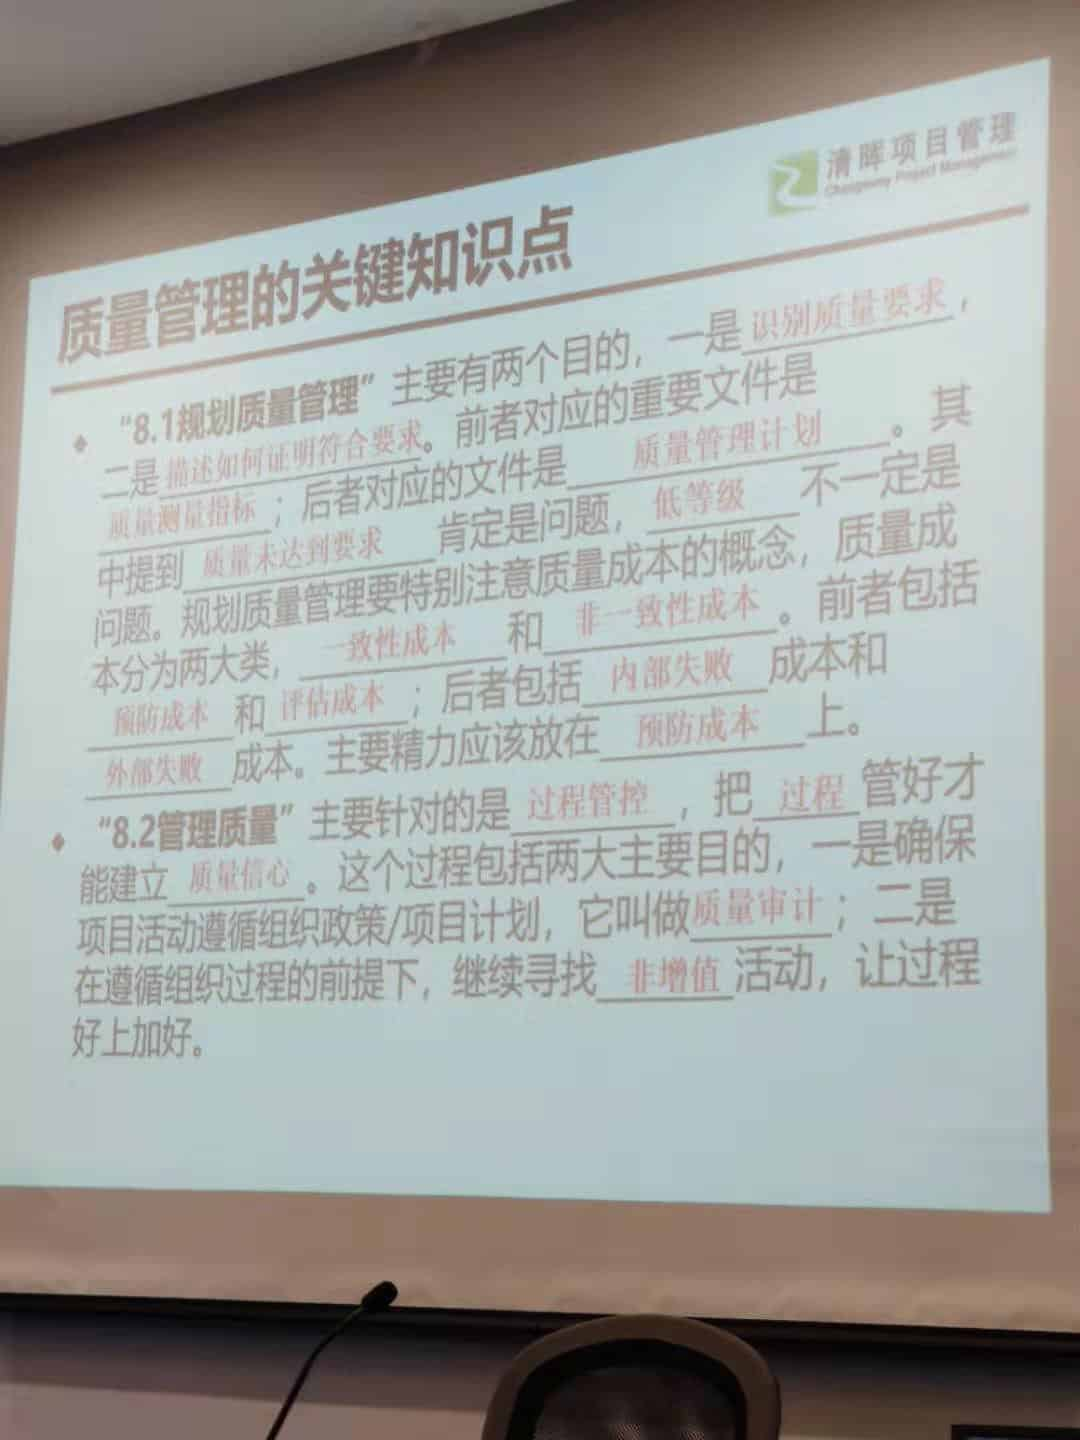 清晖项目管理
质量管理的关键知识点
◆ “8.1规划质量管理”主要有两个目的，一是 识别质量要求，
二是 描述如何证明符合要求。前者对应的重要文件是
质量测量指标；后者对应的文件是 质量管理计划。其
中提到 质量未达到要求 肯定是问题，低等级 不一定是
问题。规划质量管理要特别注意质量成本的概念，质量成
本分为两大类，一致性成本 和 非一致性成本。前者包括
预防成本 和 评估成本；后者包括 内部失败 成本和
外部失败 成本。主要精力应该放在 预防成本 上。
◆ “8.2管理质量”主要针对的是 过程管控，把 过程 管好才
能建立 质量信心。这个过程包括两大主要目的，一是确保
项目活动遵循组织政策/项目计划，它叫做 质量审计；二是
在遵循组织过程的前提下，继续寻找 非增值 活动，让过程
好上加好。